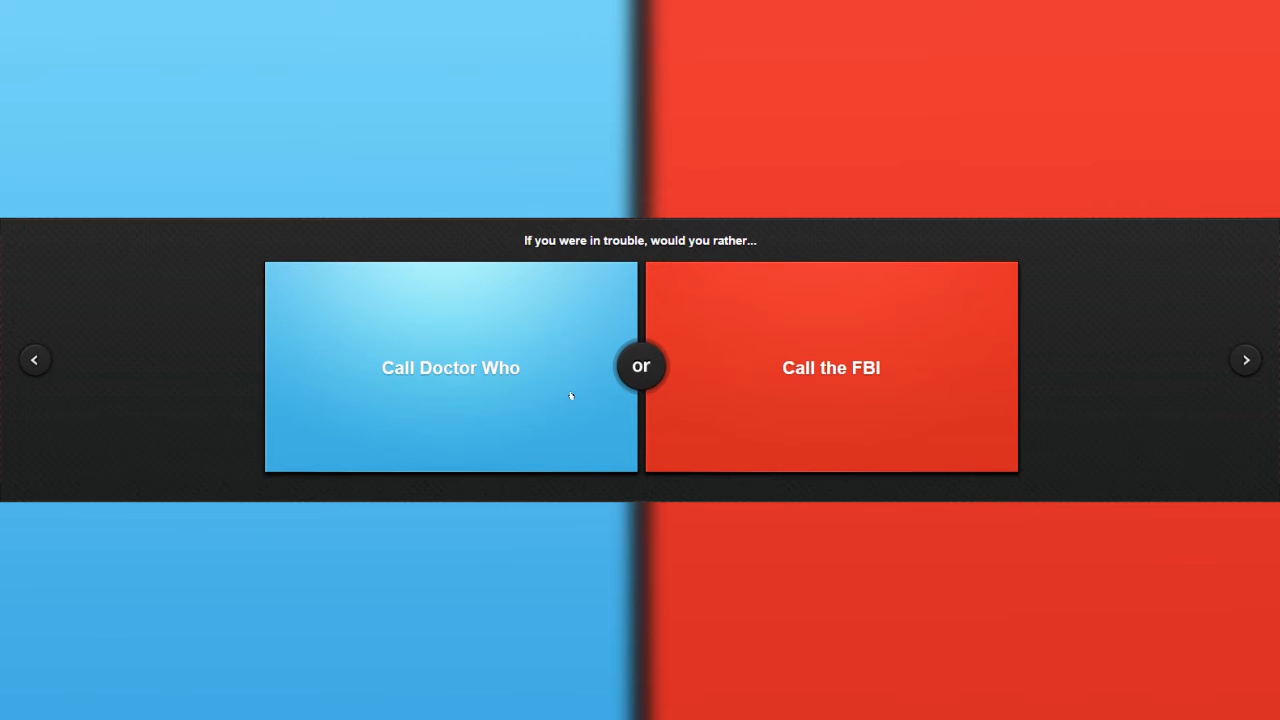 If you were in trouble, would you rather...
Call Doctor Who
or
Call the FBI